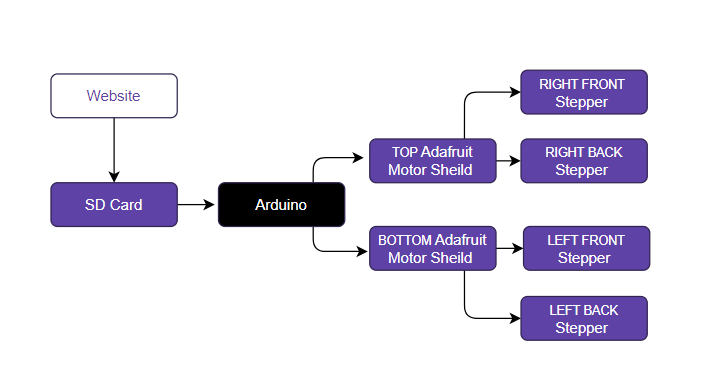 Website
SD Card
Arduino
TOP Adafruit
Motor Sheild
BOTTOM Adafruit
Motor Sheild
RIGHT FRONT
Stepper
RIGHT BACK
Stepper
LEFT FRONT
Stepper
LEFT BACK
Stepper